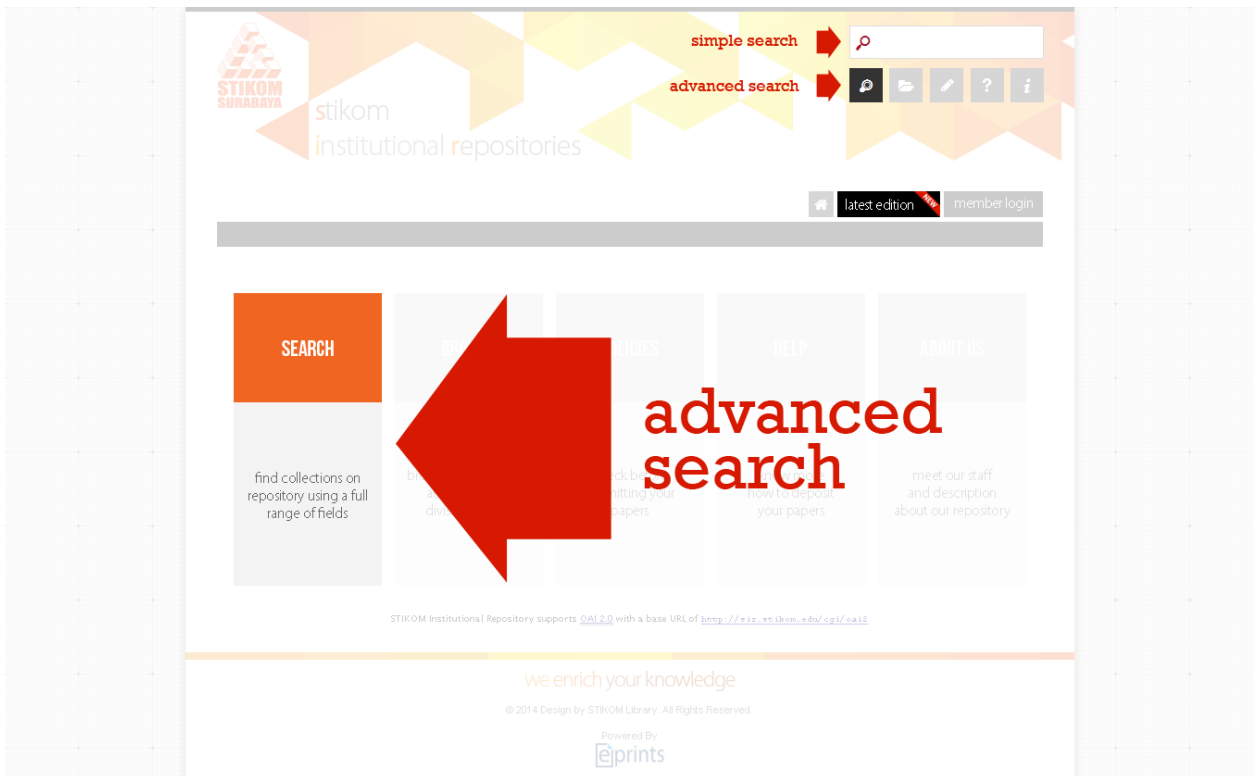 simple search
advanced search
STIKOM
SURABAYA
stikom
institutional repositories
latest edition
NEW
member login
SEARCH
HELP
ABOUT US
advanced
search
find collections on
repository using a full
range of fields
how to deposit
your papers
papers
meet our staff
and description
about our repository
STIKOM Institutional Repository supports OAI 2.0 with a base URL of http://sir.stikom.edu/cgi/oai2
we enrich your knowledge
© 2014 Design by STIKOM Library. All Rights Reserved.
Powered By
eprints